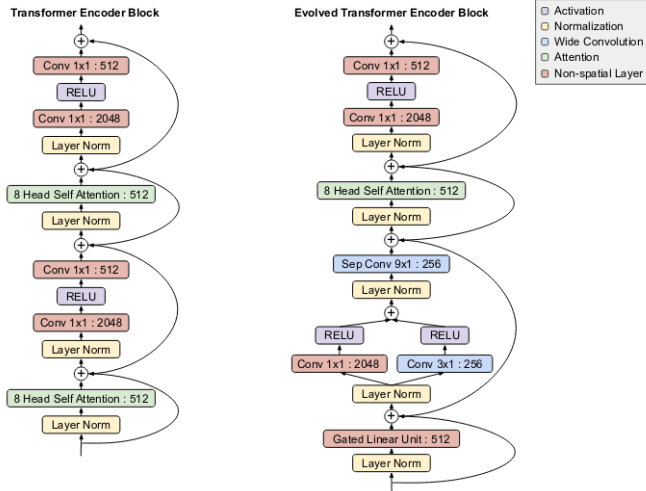 Transformer Encoder Block
+
Conv 1x1 : 512
RELU
Conv 1x1 : 2048
Layer Norm
+
8 Head Self Attention : 512
Layer Norm
+
Conv 1x1 : 512
RELU
Conv 1x1 : 2048
Layer Norm
+
8 Head Self Attention : 512
Layer Norm
Evolved Transformer Encoder Block
+
Conv 1x1 : 512
RELU
Conv 1x1 : 2048
Layer Norm
+
8 Head Self Attention : 512
Layer Norm
+
Sep Conv 9x1 : 256
Layer Norm
+
RELU RELU
Conv 1x1 : 2048 Conv 3x1 : 256
Layer Norm
+
Gated Linear Unit : 512
Layer Norm
Activation
Normalization
Wide Convolution
Attention
Non-spatial Layer